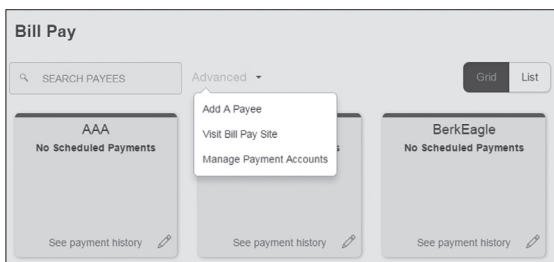 Bill Pay
SEARCH PAYEES
Advanced
Grid
List
Add A Payee
Visit Bill Pay Site
Manage Payment Accounts
AAA
No Scheduled Payments
See payment history
See payment history
BerkEagle
No Scheduled Payments
See payment history